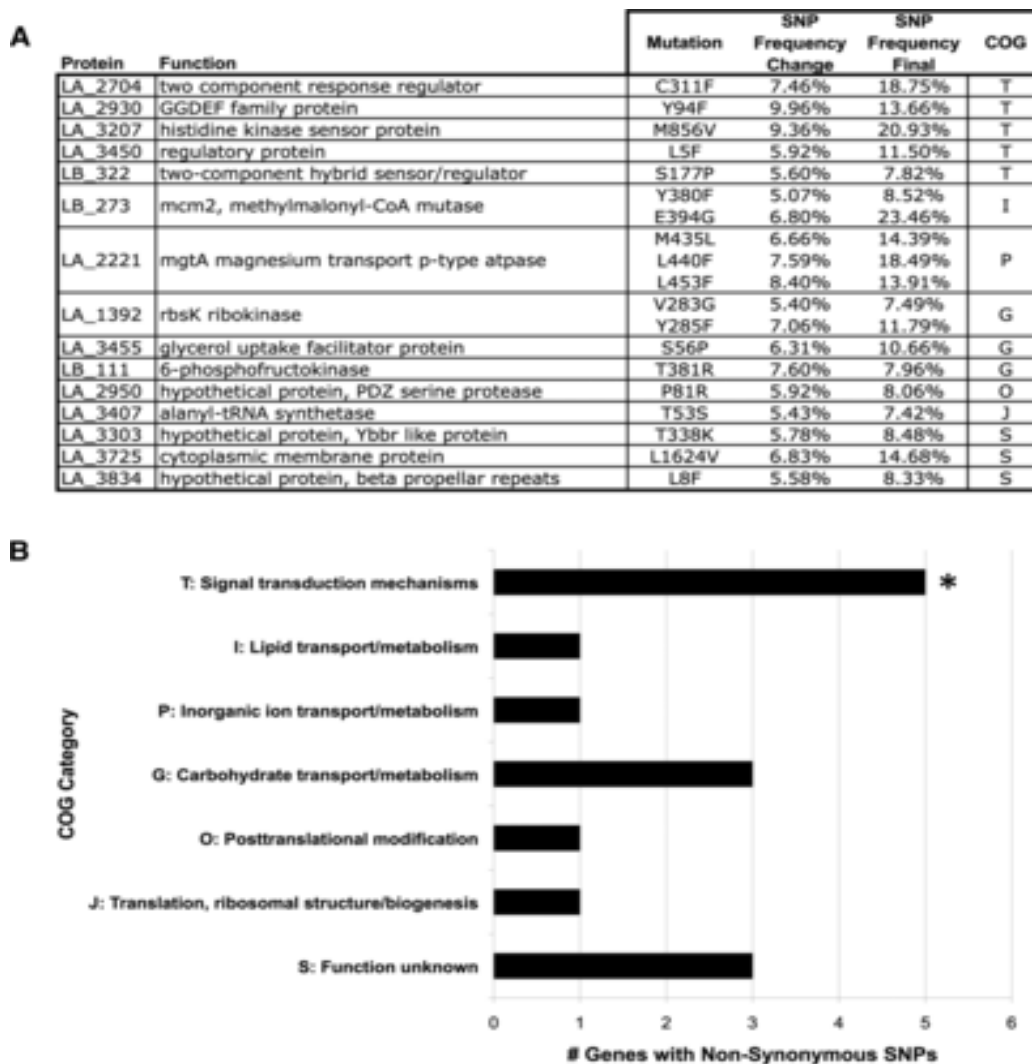 A
Protein Function Mutation SNP Frequency Change SNP Frequency Final COG
LA_2704 two component response regulator C311F 7.46% 18.75% T
LA_2930 GGDEF family protein Y94F 9.96% 13.66% T
LA_3207 histidine kinase sensor protein M856V 9.36% 20.93% T
LA_3450 regulatory protein L5F 5.92% 11.50% T
LB_322 two-component hybrid sensor/regulator S177P 5.60% 7.82% T
LB_273 mcm2, methylmalonyl-CoA mutase Y380F 5.07% 8.52% I
E394G 6.80% 23.46%
LA_2221 mgtA magnesium transport p-type atpase M435L 6.66% 14.39% P
L440F 7.59% 18.49%
L453F 8.40% 13.91%
LA_1392 rbsK ribokinase V283G 5.40% 7.49% G
Y285F 7.06% 11.79%
LA_3455 glycerol uptake facilitator protein S56P 6.31% 10.66% G
LB_111 6-phosphofructokinase T381R 7.60% 7.96% G
LA_2950 hypothetical protein, PDZ serine protease P81R 5.92% 8.06% O
LA_3407 alanyl-tRNA synthetase T53S 5.43% 7.42% J
LA_3303 hypothetical protein, Ybbr like protein T338K 5.78% 8.48% S
LA_3725 cytoplasmic membrane protein L1624V 6.83% 14.68% S
LA_3834 hypothetical protein, beta propellar repeats L8F 5.58% 8.33% S
B
COG Category
T: Signal transduction mechanisms *
I: Lipid transport/metabolism
P: Inorganic ion transport/metabolism
G: Carbohydrate transport/metabolism
O: Posttranslational modification
J: Translation, ribosomal structure/biogenesis
S: Function unknown
0 1 2 3 4 5 6
# Genes with Non-Synonymous SNPs